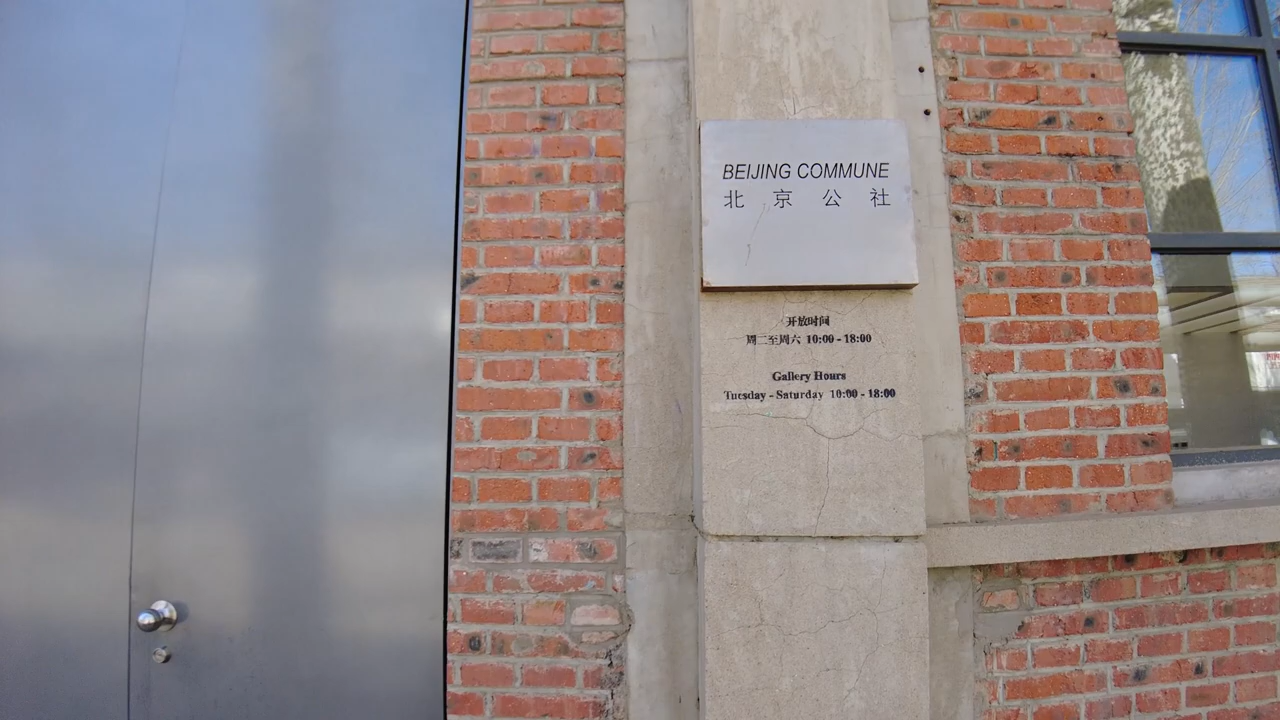 BEIJING COMMUNE
北京公社
开放时间
周二至周六 10:00 - 18:00
Gallery Hours
Tuesday - Saturday 10:00 - 18:00